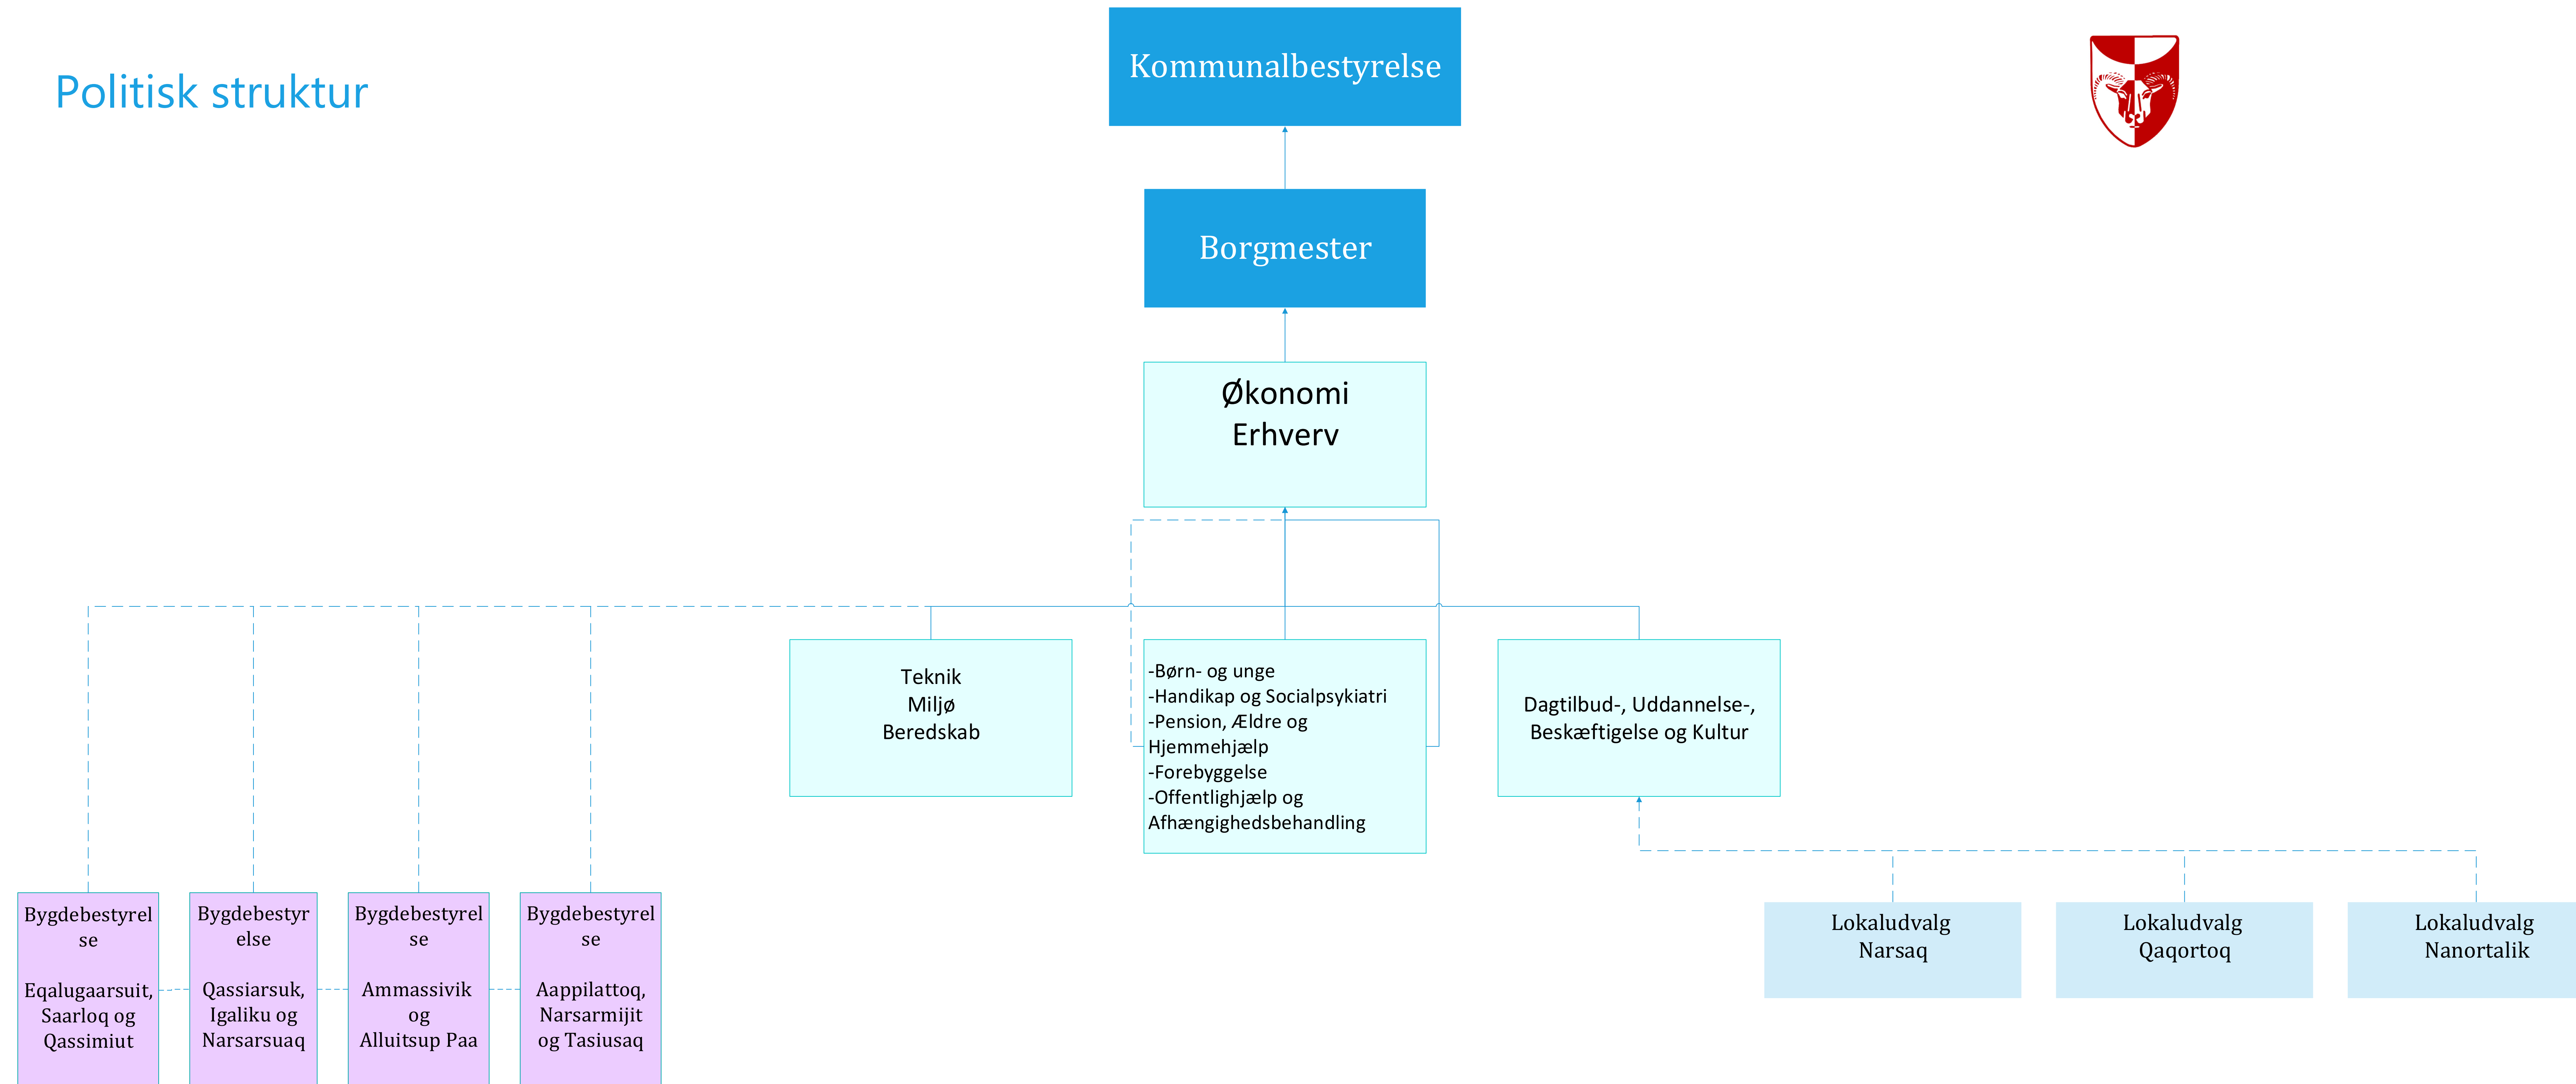 Politisk struktur
Kommunalbestyrelse
Borgmester
Økonomi
Erhverv
Teknik
Miljø
Beredskab
-Børn- og unge
-Handikap og Socialpsykiatri
-Pension, Ældre og
Hjemmehjælp
-Forebyggelse
-Offentlighjælp og
Afhængighedsbehandling
Dagtilbud-, Uddannelse-,
Beskæftigelse og Kultur
Bygdebestyrel
se
Eqalugaarsuit,
Saarloq og
Qassimiut
Bygdebestyr
else
Qassiarsuk,
Igaliku og
Narsarsuaq
Bygdebestyrel
se
Ammassivik
og
Alluitsup Paa
Bygdebestyrel
se
Aappilattoq,
Narsarmijit
og Tasiusaq
Lokaludvalg
Narsaq
Lokaludvalg
Qaqortoq
Lokaludvalg
Nanortalik